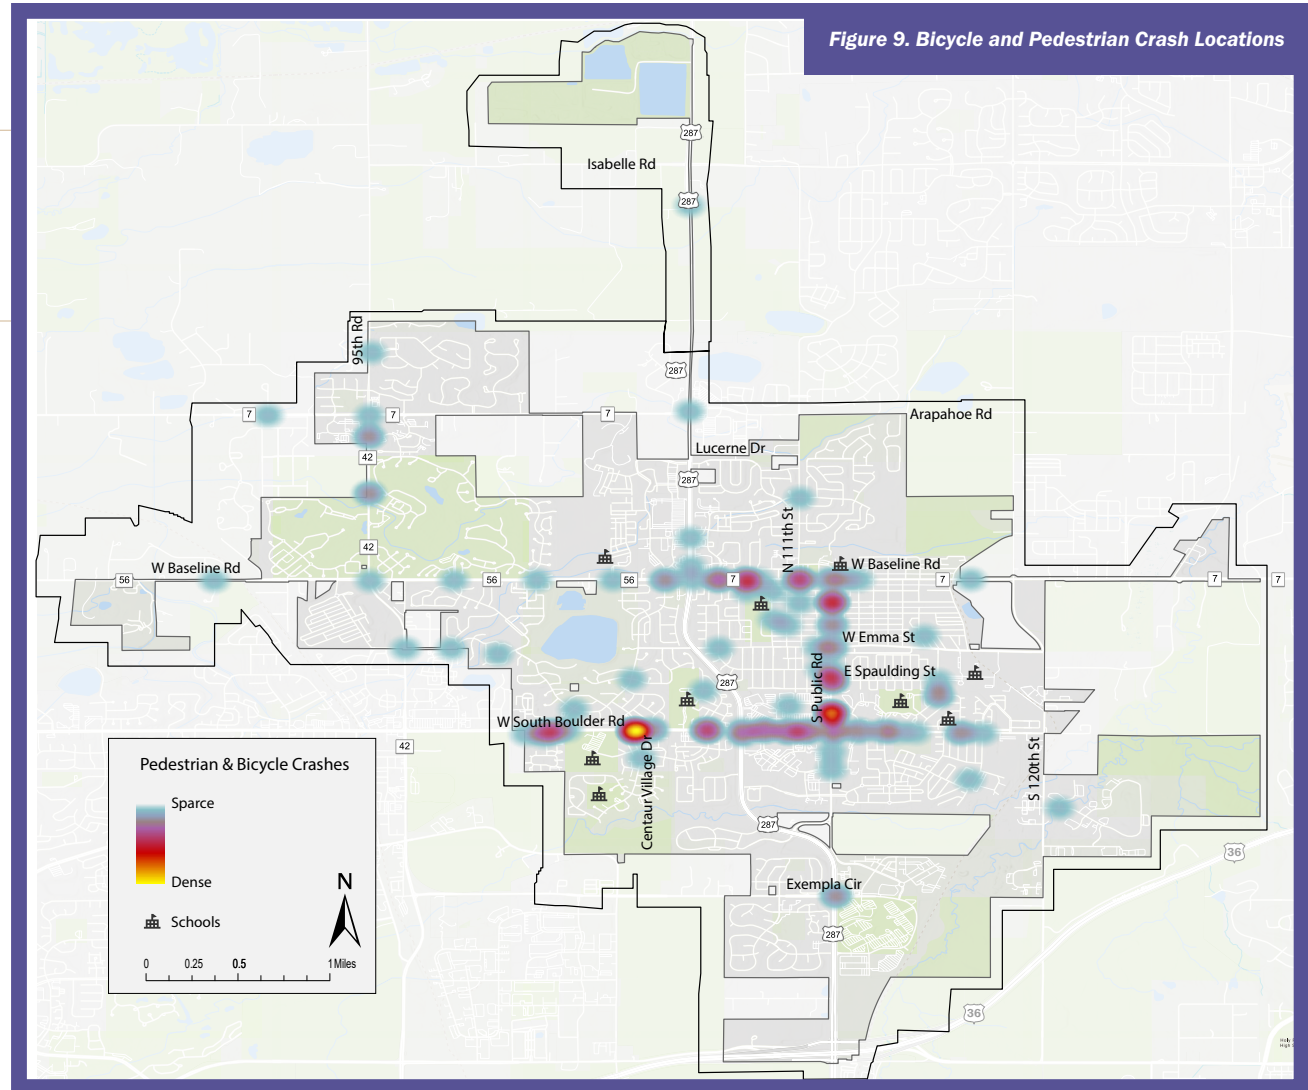 Figure 9. Bicycle and Pedestrian Crash Locations
287
Isabelle Rd
287
95th Rd
287
7
7
7
Arapahoe Rd
42
Lucerne Dr
287
N 111th St
42
W Baseline Rd
W Baseline Rd
56
56
56
7
7
7
7
W Emma St
E Spaulding St
S Public Rd
287
W South Boulder Rd
42
Centaur Village Dr
S 120th St
287
36
Exempla Cir
287
36
Pedestrian & Bicycle Crashes
Sparce
Dense
Schools
N
0 0.25 0.5 1 Miles